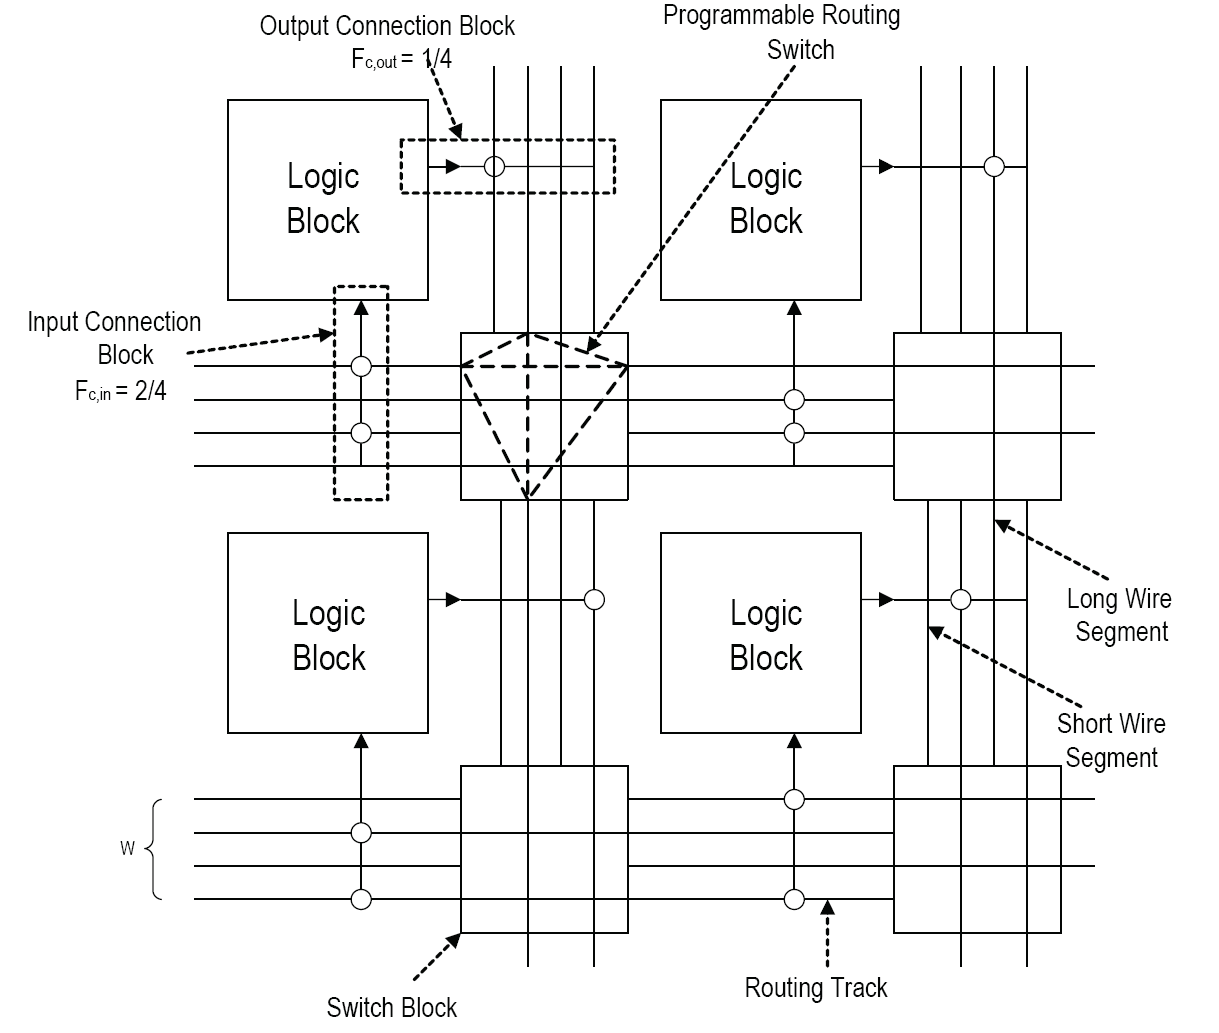 Output Connection Block
Fc,out = 1/4
Programmable Routing
Switch
Logic
Block
Logic
Block
Input Connection
Block
Fc,in = 2/4
Logic
Block
Logic
Block
Long Wire
Segment
Short Wire
Segment
W
Routing Track
Switch Block